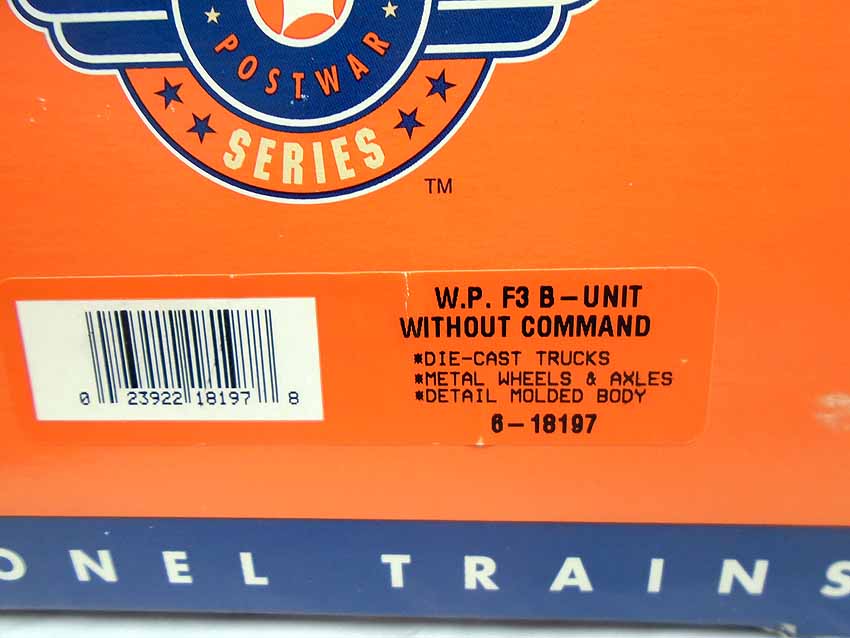 POSTWAR
SERIES
TM
W.P. F3 B-UNIT
WITHOUT COMMAND
*DIE-CAST TRUCKS
*METAL WHEELS & AXLES
*DETAIL MOLDED BODY
6-18197
0 23922 18197 8
ONEL TRAINS